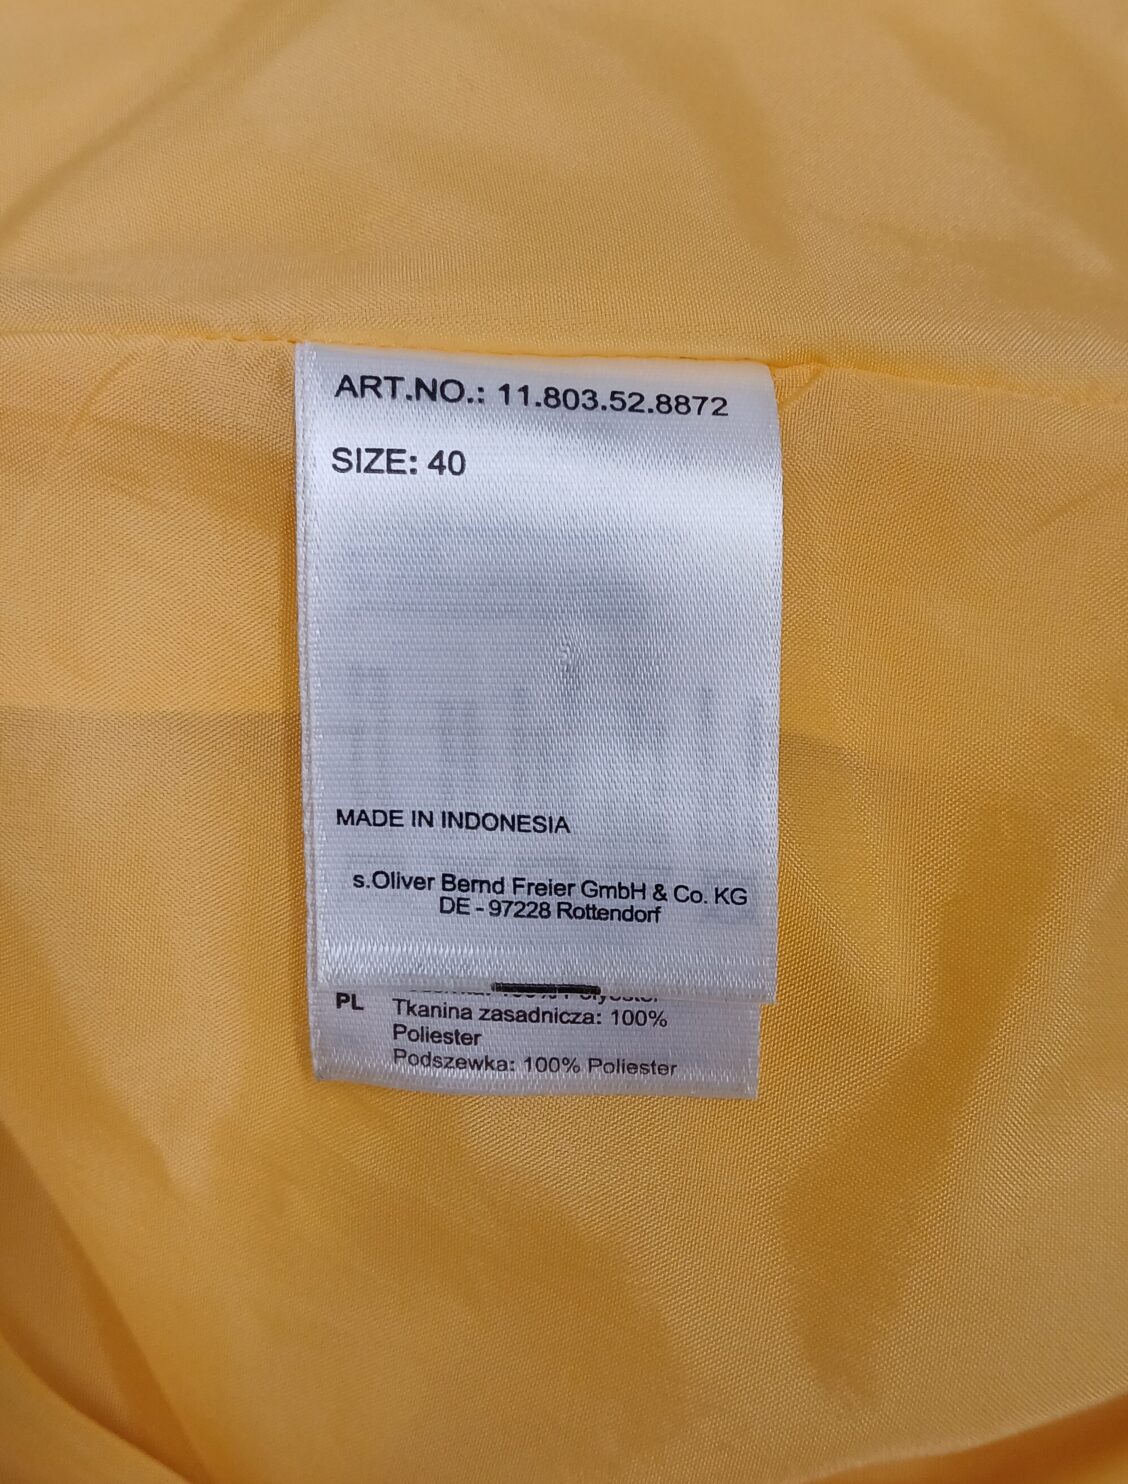 ART.NO.: 11.803.52.8872
SIZE: 40
MADE IN INDONESIA
s.Oliver Bernd Freier GmbH & Co. KG
DE - 97228 Rottendorf
PL
Tkanina zasadnicza: 100%
Poliester
Podszewka: 100% Poliester